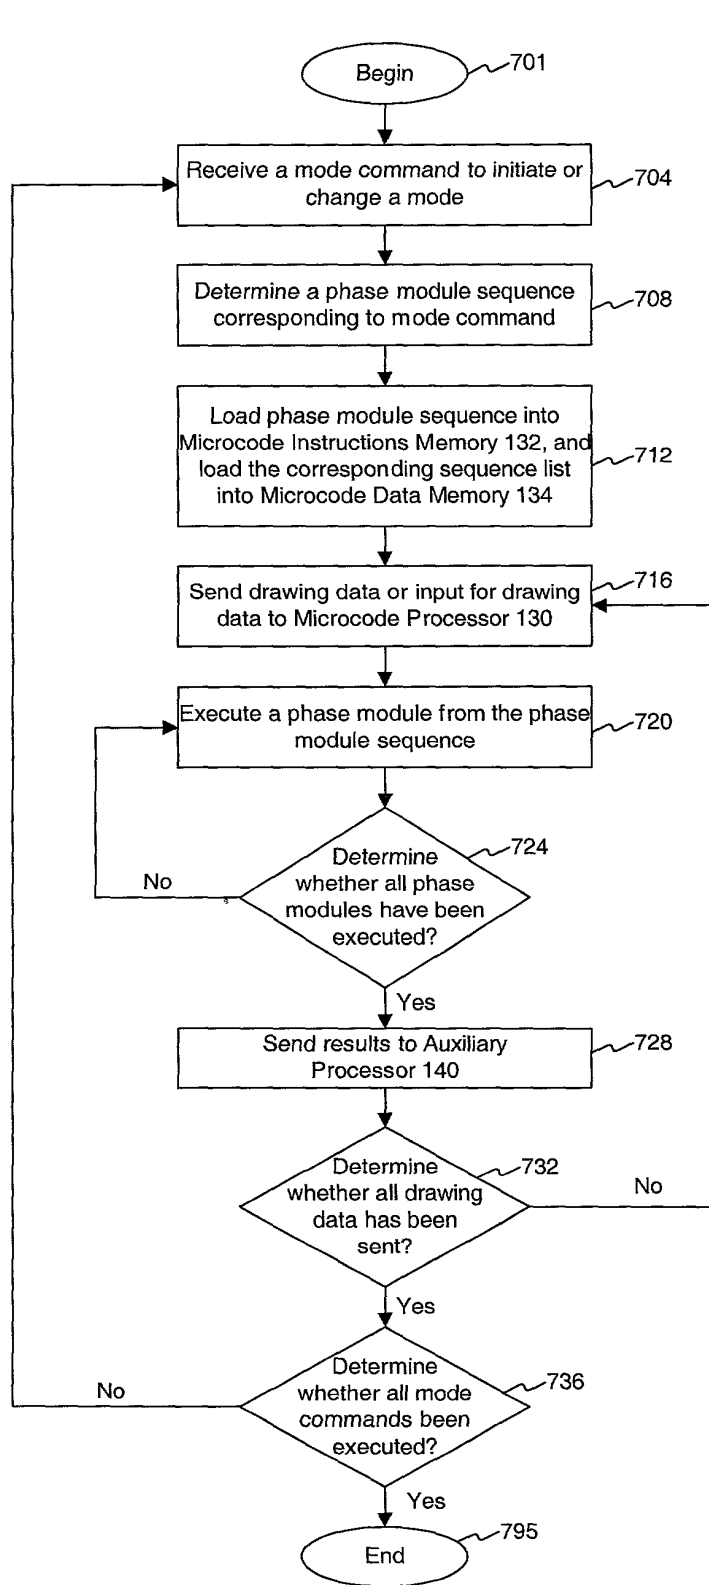 Begin
701
Receive a mode command to initiate or
change a mode
704
Determine a phase module sequence
corresponding to mode command
708
Load phase module sequence into
Microcode Instructions Memory 132, and
load the corresponding sequence list
into Microcode Data Memory 134
712
Send drawing data or input for drawing
data to Microcode Processor 130
716
Execute a phase module from the phase
module sequence
720
Determine
whether all phase
modules have been
executed?
724
No
Yes
Send results to Auxiliary
Processor 140
728
Determine
whether all drawing
data has been
sent?
732
No
Yes
Determine
whether all mode
commands been
executed?
736
No
Yes
End
795